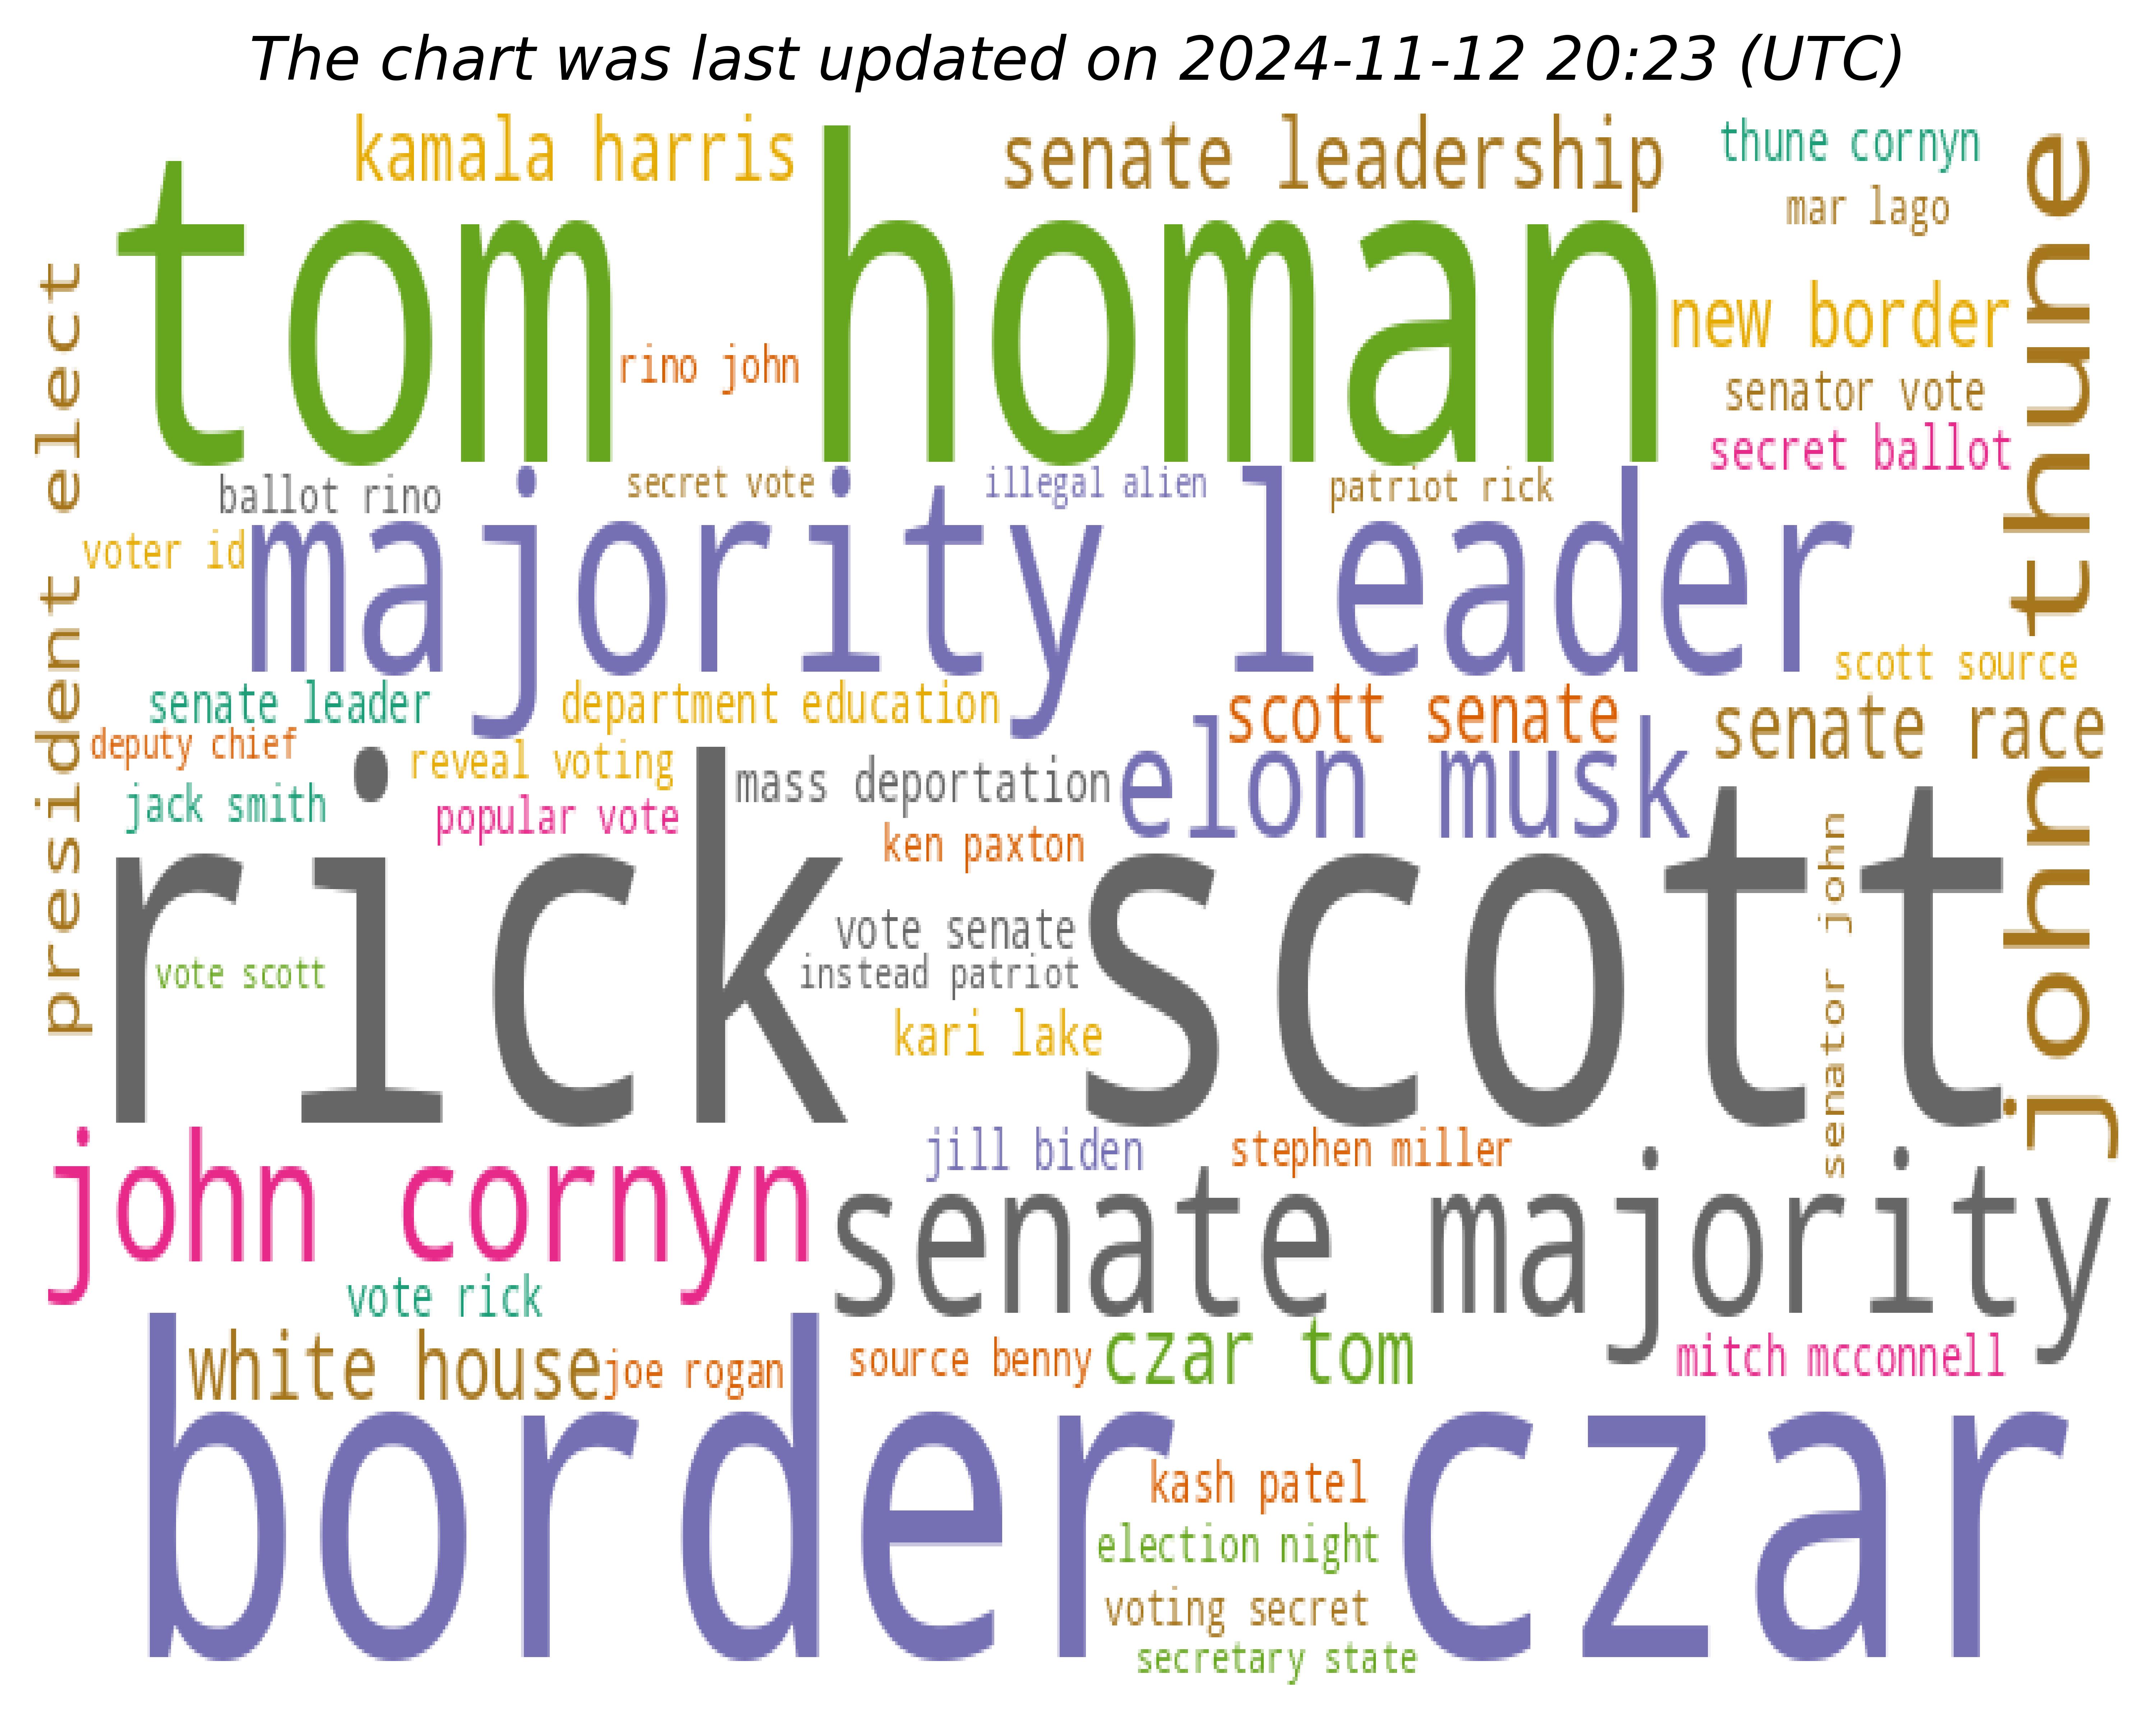 The chart was last updated on 2024-11-12 20:23 (UTC)
kamala harris
senate leadership
thune cornyn
mar lago
tom homan
new border
rino john
senator vote
secret ballot
president elect
john thune
ballot rino
secret vote
illegal alien
patriot rick
voter id
majority leader
scott source
senate leader
department education
scott senate
senate race
deputy chief
reveal voting
mass deportation
elon musk
jack smith
popular vote
ken paxton
rick scott
vote senate
senator john
vote scott
instead patriot
kari lake
jill biden
stephen miller
john cornyn
senate majority
vote rick
white house
joe rogan
source benny
czar tom
mitch mcconnell
border czar
kash patel
election night
voting secret
secretary state